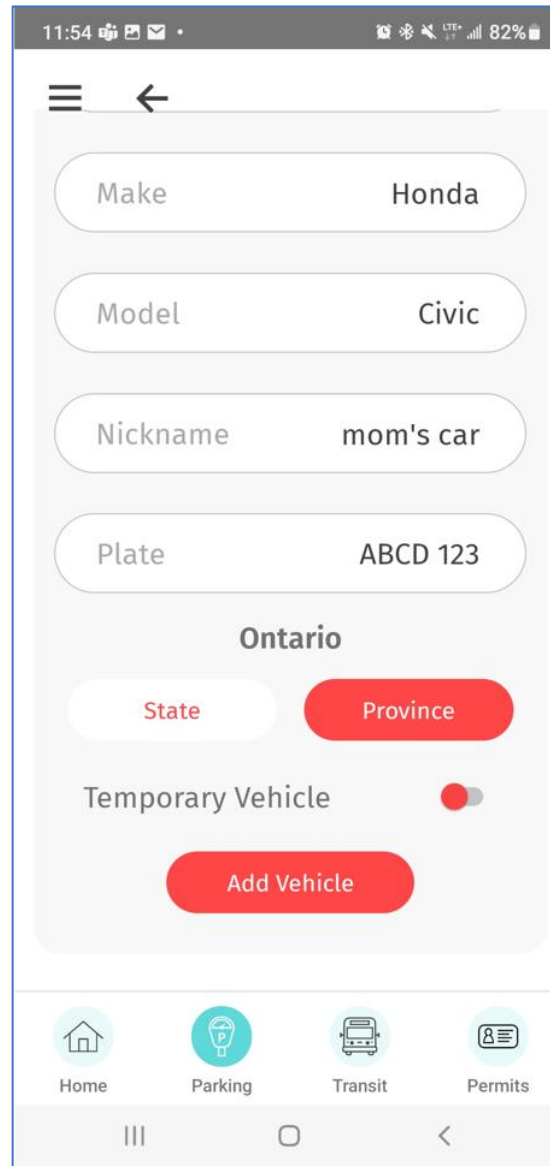 11:54 LTE+ 82%
Make Honda
Model Civic
Nickname mom's car
Plate ABCD 123
Ontario
State Province
Temporary Vehicle
Add Vehicle
P
Home Parking Transit Permits